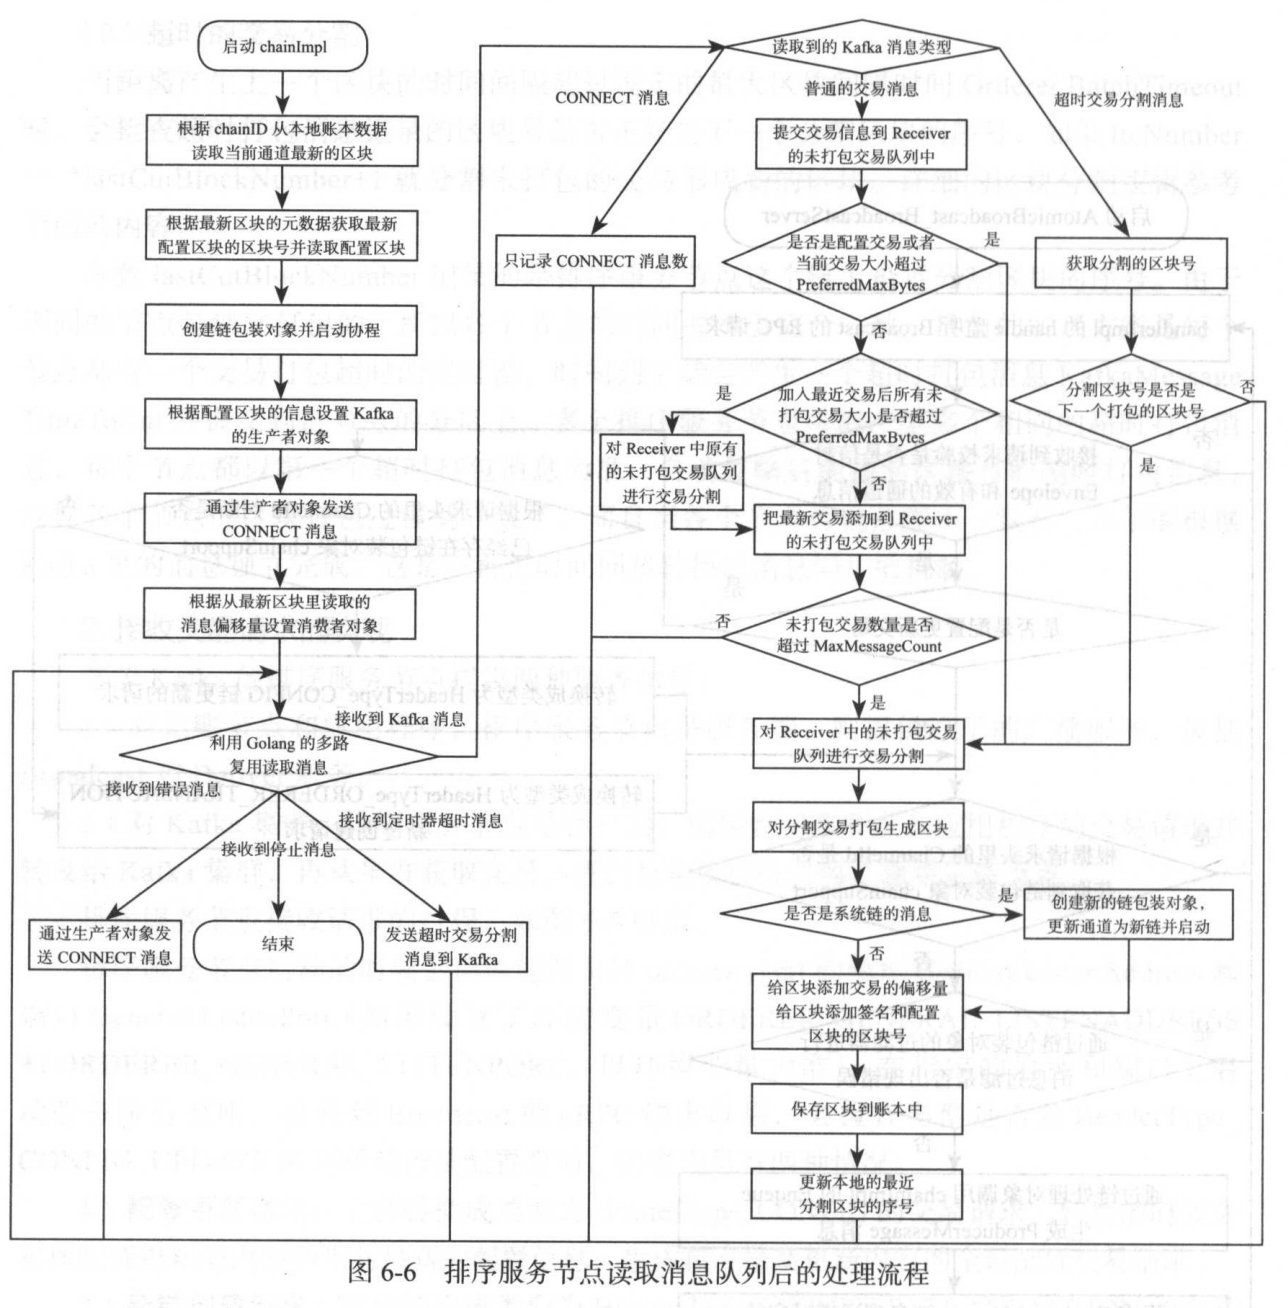 启动 chainImpl
根据 chainID 从本地账本数据
读取当前通道最新的区块
根据最新区块的元数据获取最新
配置区块的区块号并读取配置区块
创建链包装对象并启动协程
根据配置区块的信息设置 Kafka
的生产者对象
通过生产者对象发送
CONNECT 消息
根据从最新区块里读取的
消息偏移量设置消费者对象
接收到 Kafka 消息
利用 Golang 的多路
复用读取消息
接收到错误消息
接收到定时器超时消息
接收到停止消息
通过生产者对象发
送 CONNECT 消息
结束
发送超时交易分割
消息到 Kafka
读取到的 Kafka 消息类型
CONNECT 消息
普通的交易消息
超时交易分割消息
只记录 CONNECT 消息数
提交交易信息到 Receiver
的未打包交易队列中
是否是配置交易或者
当前交易大小超过
PreferredMaxBytes
是
否
获取分割的区块号
分割区块号是否是
下一个打包的区块号
否
是
加入最近交易后所有未
打包交易大小是否超过
PreferredMaxBytes
是
否
对 Receiver 中原有
的未打包交易队列
进行交易分割
把最新交易添加到 Receiver
的未打包交易队列中
未打包交易数量是否
超过 MaxMessageCount
否
是
对 Receiver 中的未打包交易
队列进行交易分割
对分割交易打包生成区块
是否是系统链的消息
是
否
创建新的链包装对象，
更新通道为新链并启动
给区块添加交易的偏移量
给区块添加签名和配置
区块的区块号
保存区块到账本中
更新本地的最近
分割区块的序号
图 6-6 排序服务节点读取消息队列后的处理流程